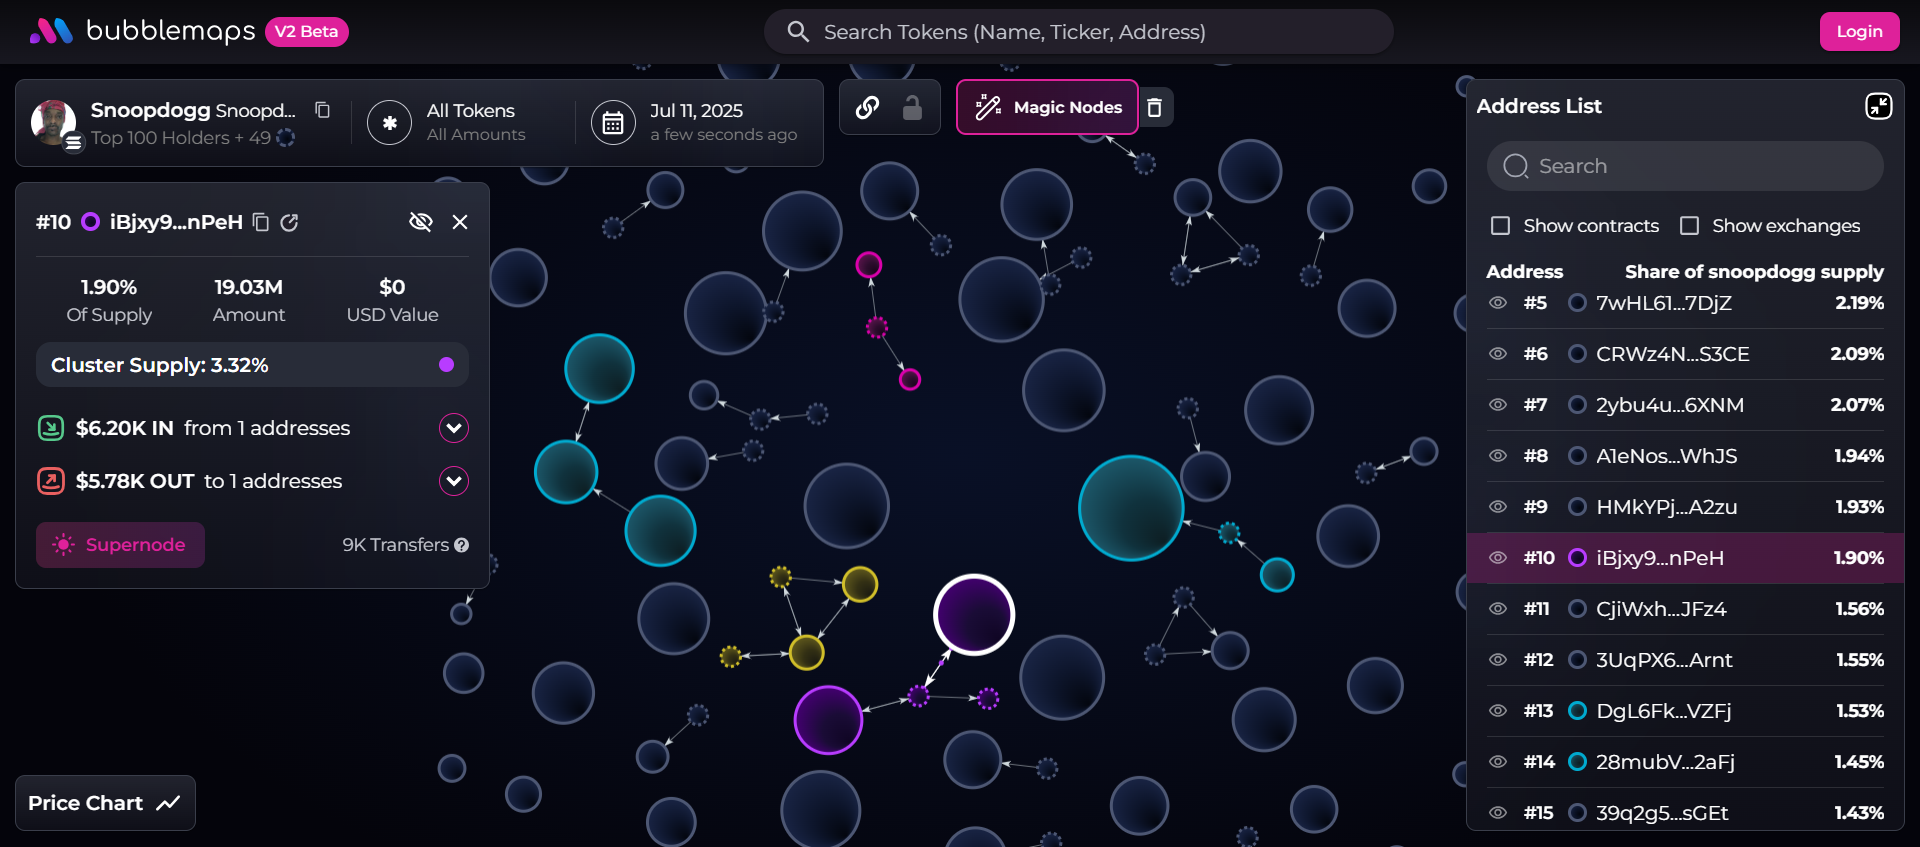 bubblemaps V2 Beta
Search Tokens (Name, Ticker, Address)
Login
Snoopdogg Snoopd...
Top 100 Holders + 49
All Tokens
All Amounts
Jul 11, 2025
a few seconds ago
Magic Nodes
#10 iBjxy9...nPeH
1.90% 19.03M $0
Of Supply Amount USD Value
Cluster Supply: 3.32%
$6.20K IN from 1 addresses
$5.78K OUT to 1 addresses
Supernode 9K Transfers ?
Price Chart
Address List
Search
Show contracts Show exchanges
Address Share of snoopdogg supply
#5 7wHL61...7DjZ 2.19%
#6 CRWz4N...S3CE 2.09%
#7 2ybu4u...6XNM 2.07%
#8 A1eNos...WhJS 1.94%
#9 HMkYPj...A2zu 1.93%
#10 iBjxy9...nPeH 1.90%
#11 CjiWxh...JFz4 1.56%
#12 3UqPX6...Arnt 1.55%
#13 DgL6Fk...VZFj 1.53%
#14 28mubV...2aFj 1.45%
#15 39q2g5...sGEt 1.43%